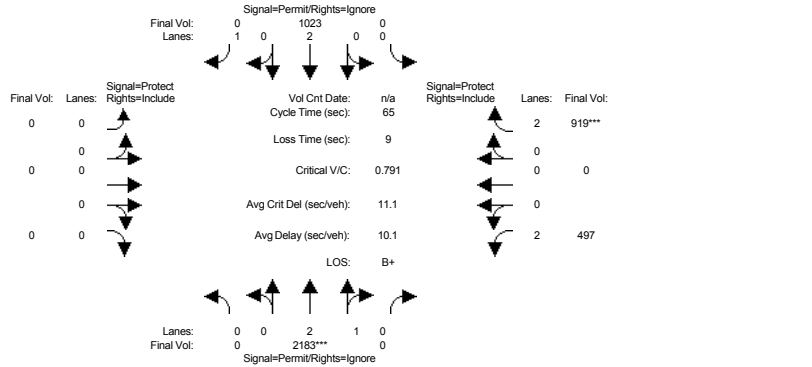 Signal=Permit/Rights=Ignore
Final Vol: 0 1023 0
Lanes: 1 0 2 0 0
Signal=Protect Signal=Protect
Final Vol: Lanes: Rights=Include Vol Cnt Date: n/a Rights=Include Lanes: Final Vol:
Cycle Time (sec): 65
0 0 2 919***
Loss Time (sec): 9
0 0
0 0 Critical V/C: 0.791 0 0
0 Avg Crit Del (sec/veh): 11.1 0
0 0 Avg Delay (sec/veh): 10.1 2 497
LOS: B+
Lanes: 0 0 2 1 0
Final Vol: 0 2183*** 0
Signal=Permit/Rights=Ignore